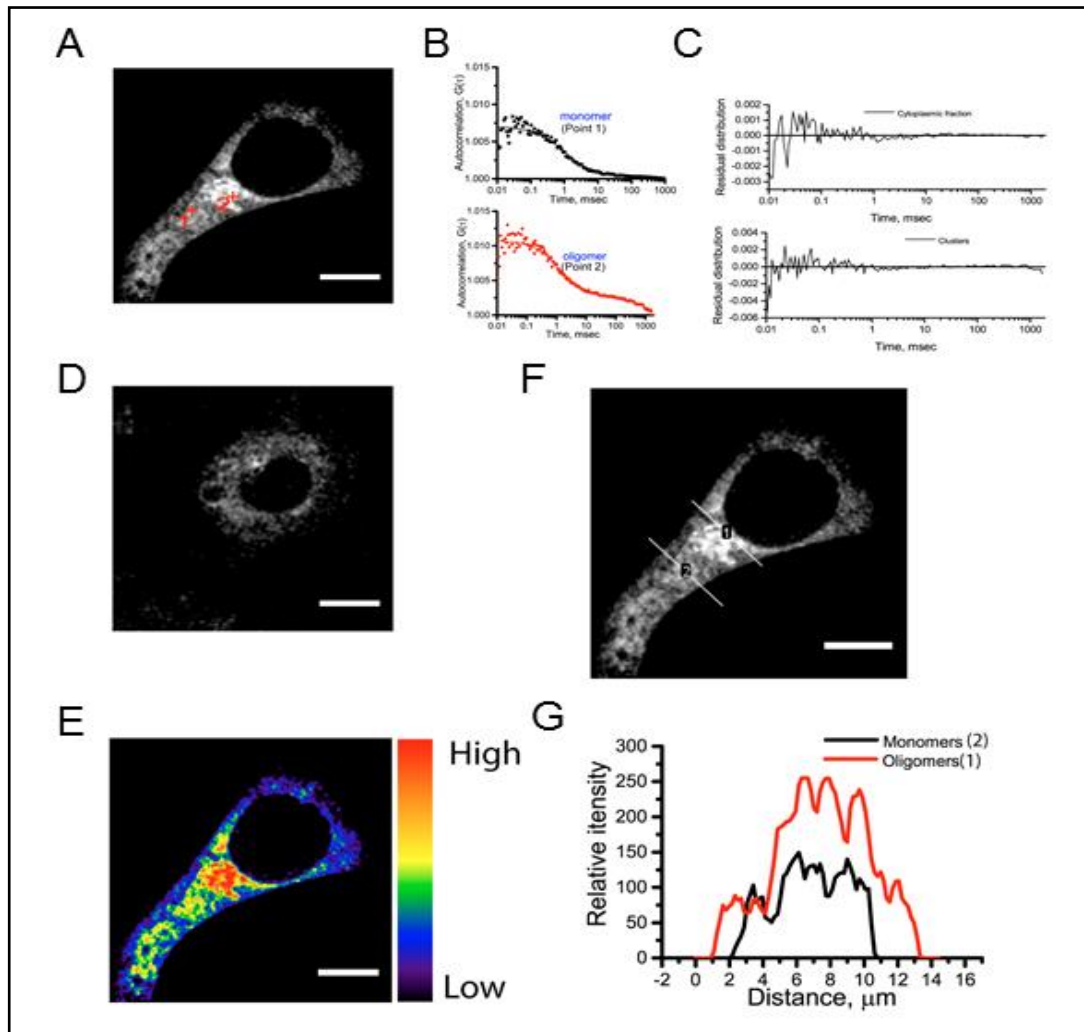 A
B
C
1.015
1.010
1.005
1.000
Autocorrelation, G(τ)
monomer
(Point 1)
0.01 0.1 1 10 100 1000
Time, msec
1.015
1.010
1.005
1.000
Autocorrelation, G(τ)
oligomer
(Point 2)
0.01 0.1 1 10 100 1000
Time, msec
0.002
0.001
0.000
-0.001
-0.002
-0.003
Residual distribution
Cytoplasmic fraction
0.01 0.1 1 10 100 1000
Time, msec
0.004
0.002
0.000
-0.002
-0.004
-0.006
Residual distribution
Clusters
0.01 0.1 1 10 100 1000
Time, msec
1+ 2+
D
F
1
2
E
High
Low
G
Monomers (2)
Oligomers(1)
300
250
200
150
100
50
0
Relative itensity
-2 0 2 4 6 8 10 12 14 16
Distance, μm